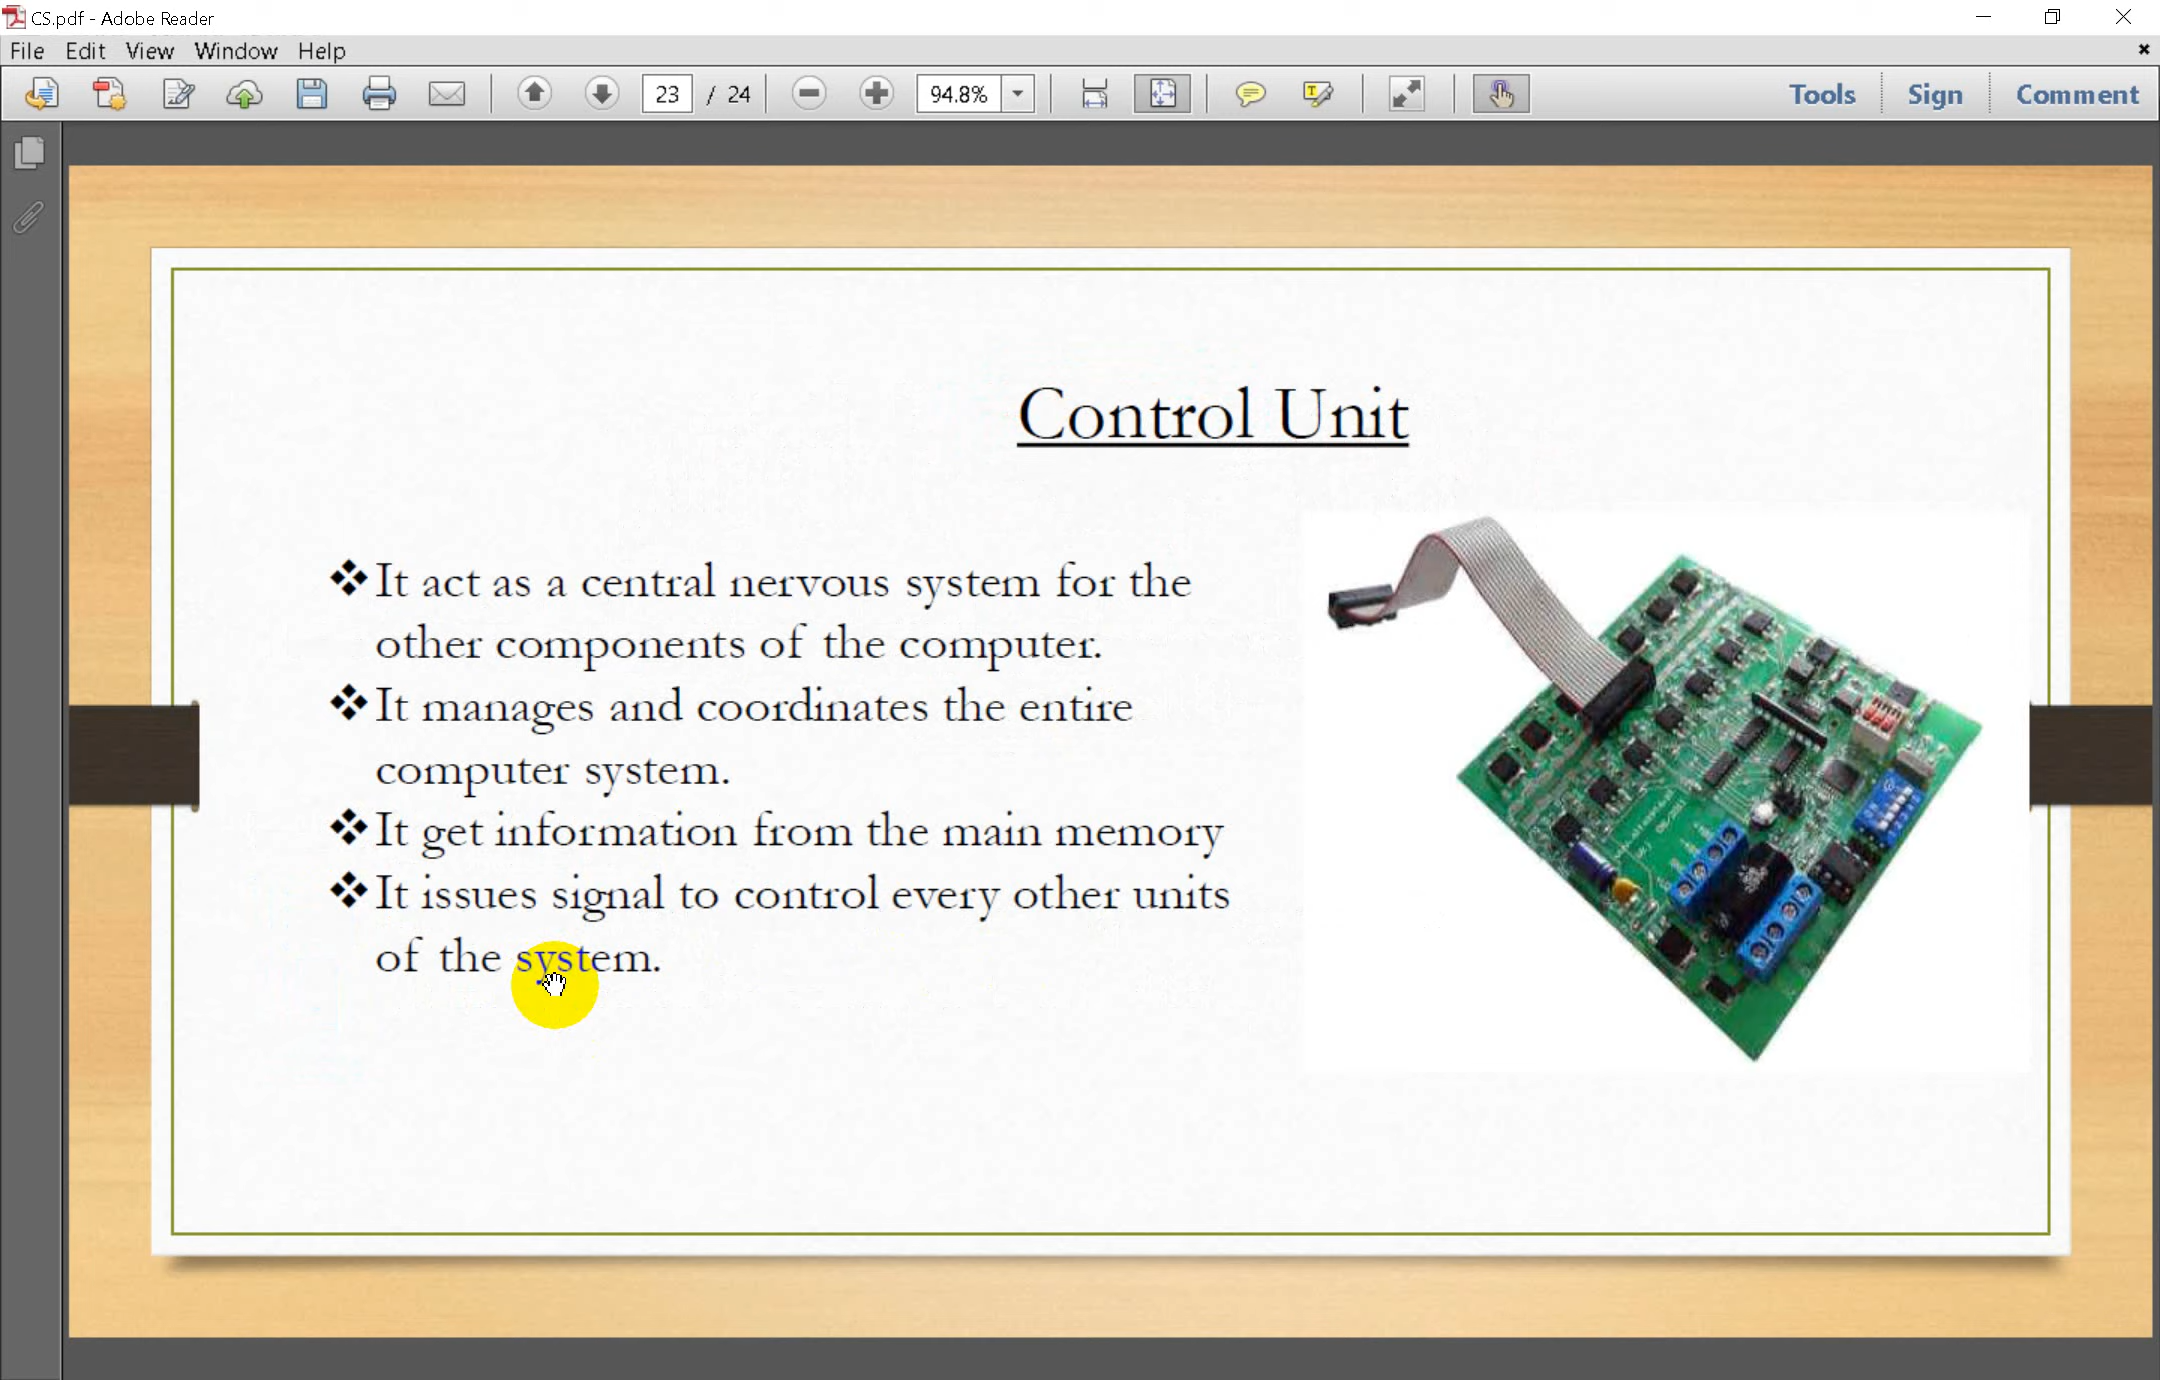 CS.pdf - Adobe Reader
File Edit View Window Help
23 / 24 94.8% Tools Sign Comment
Control Unit
❖It act as a central nervous system for the
other components of the computer.
❖It manages and coordinates the entire
computer system.
❖It get information from the main memory
❖It issues signal to control every other units
of the system.